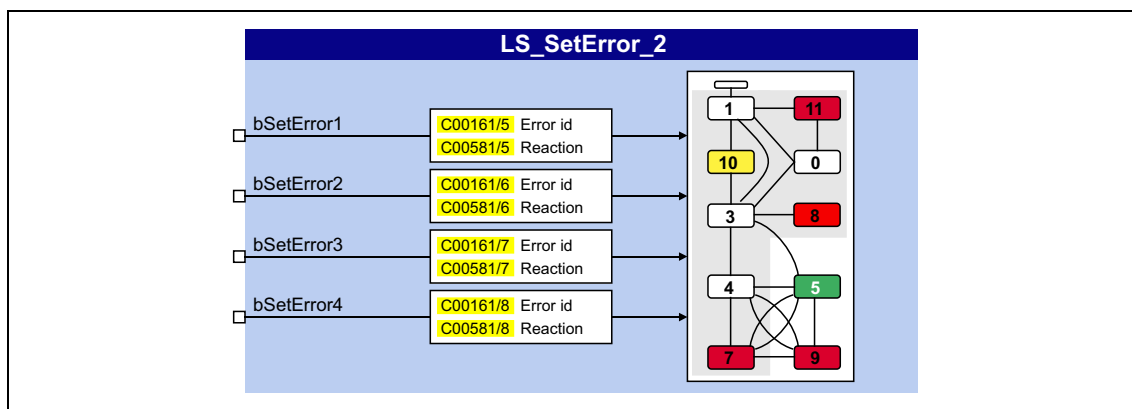 LS_SetError_2
bSetError1
C00161/5 Error id
C00581/5 Reaction
bSetError2
C00161/6 Error id
C00581/6 Reaction
bSetError3
C00161/7 Error id
C00581/7 Reaction
bSetError4
C00161/8 Error id
C00581/8 Reaction
1 11
10 0
3 8
4 5
7 9